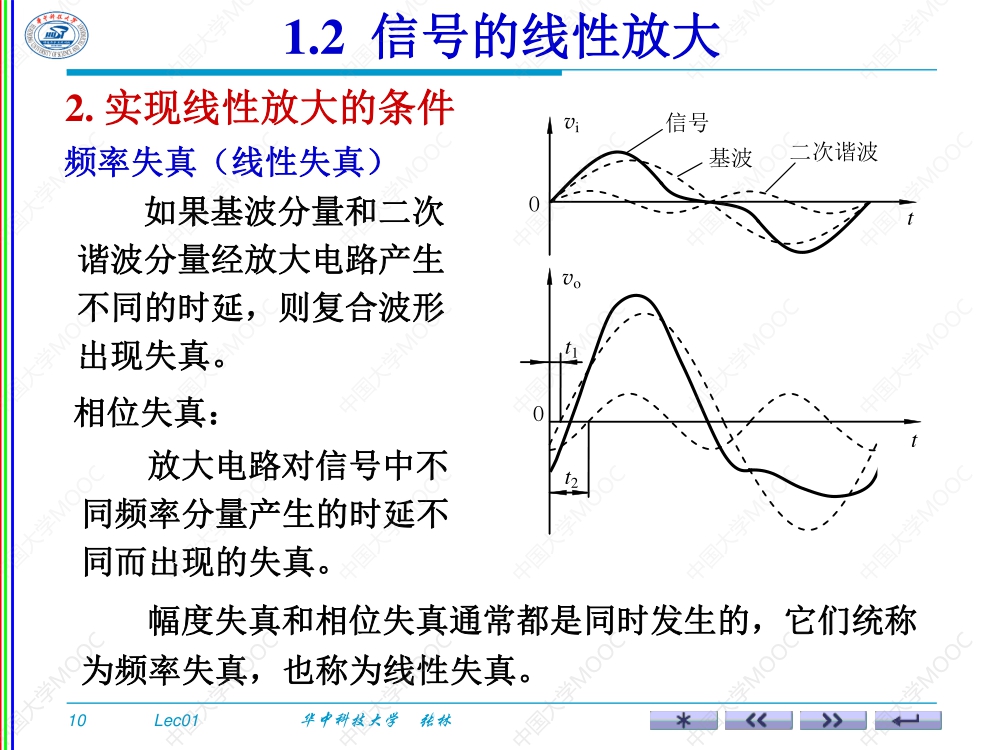 1.2 信号的线性放大
2. 实现线性放大的条件
频率失真（线性失真）
如果基波分量和二次
谐波分量经放大电路产生
不同的时延，则复合波形
出现失真。
相位失真：
放大电路对信号中不
同频率分量产生的时延不
同而出现的失真。
幅度失真和相位失真通常都是同时发生的，它们统称
为频率失真，也称为线性失真。
vi
信号
基波
二次谐波
0
t
vo
t1
0
t
t2
10
Lec01
华中科技大学 张林
中国大学MOOC